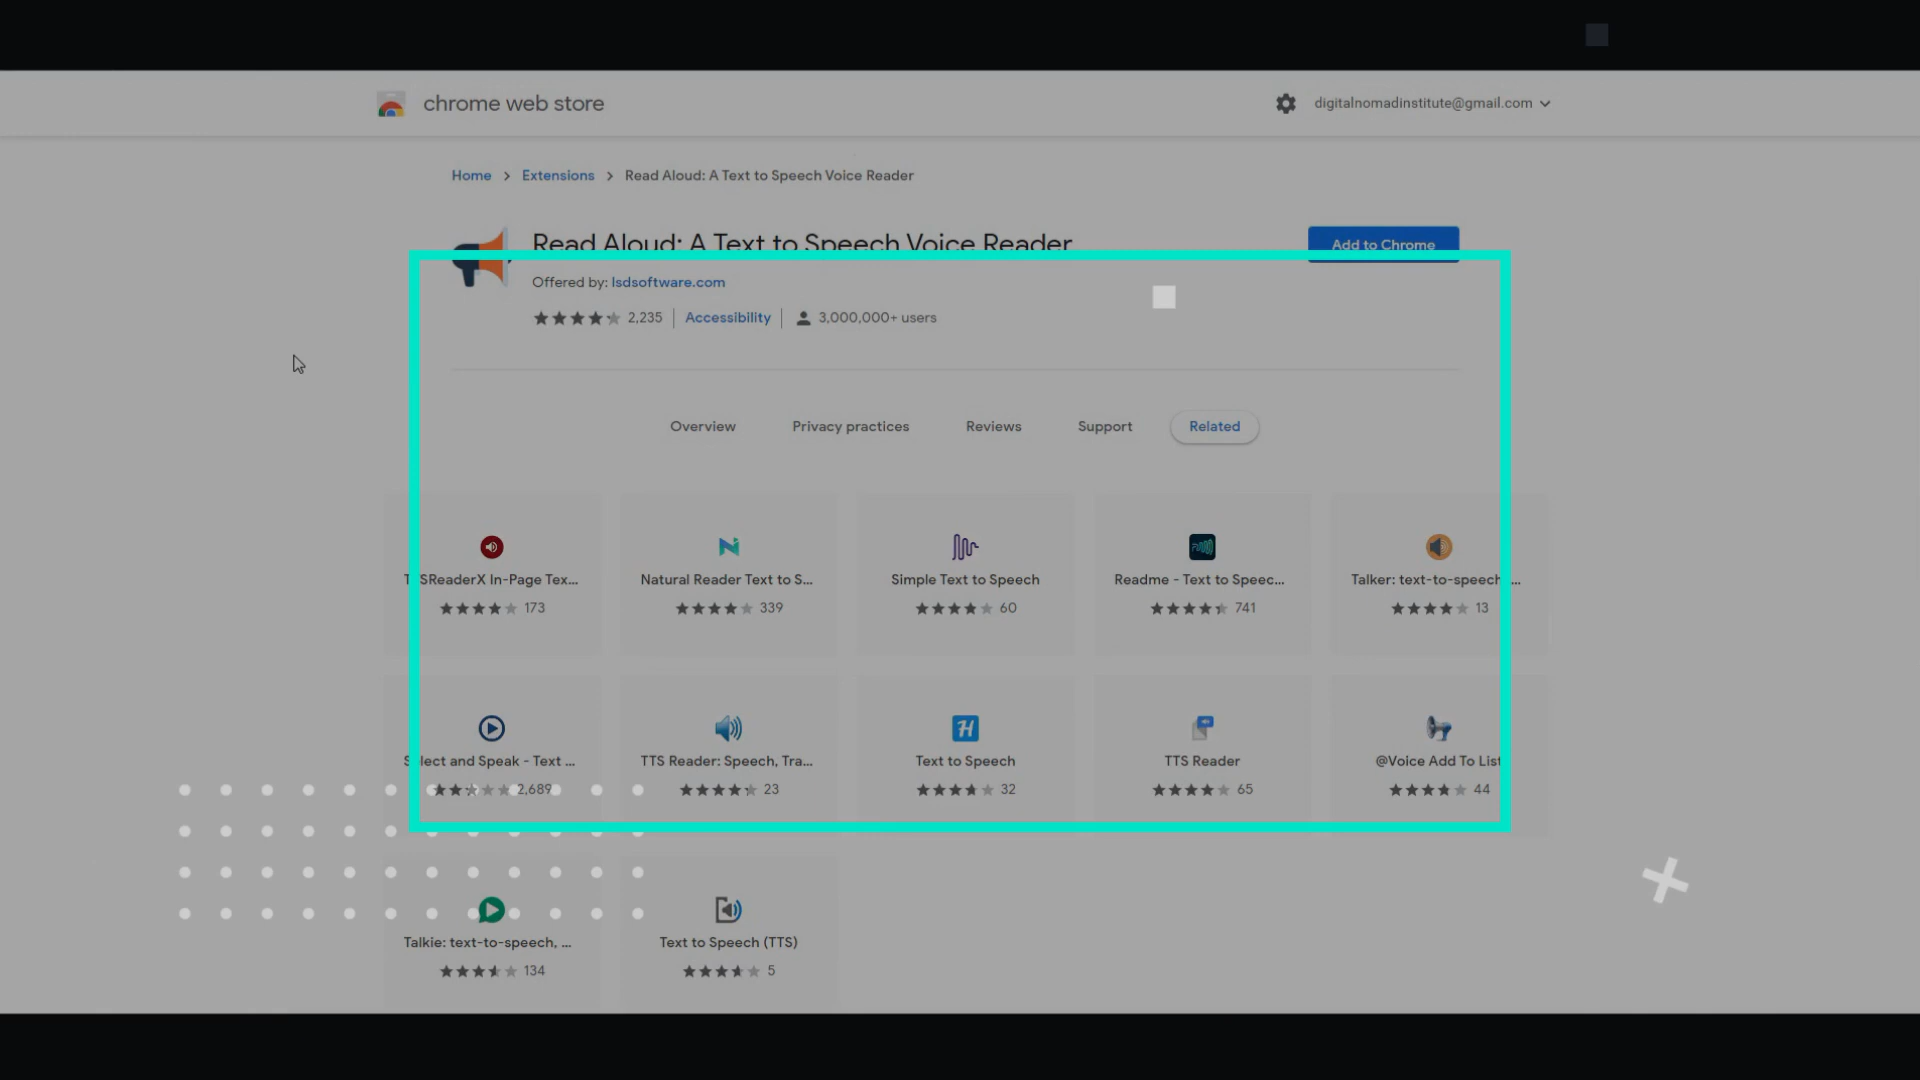 chrome web store
digitalnomadinstitute@gmail.com
Home > Extensions > Read Aloud: A Text to Speech Voice Reader
Read Aloud: A Text to Speech Voice Reader
Add to Chrome
Offered by: lsdsoftware.com
2,235 Accessibility 3,000,000+ users
Overview Privacy practices Reviews Support Related
TTSReaderX In-Page Tex... Natural Reader Text to S... Simple Text to Speech Readme - Text to Speec... Talker: text-to-speech ...
173 339 60 741 13
Select and Speak - Text ... TTS Reader: Speech, Tra... Text to Speech TTS Reader @Voice Add To List
2,689 23 32 65 44
Talkie: text-to-speech, ... Text to Speech (TTS)
134 5